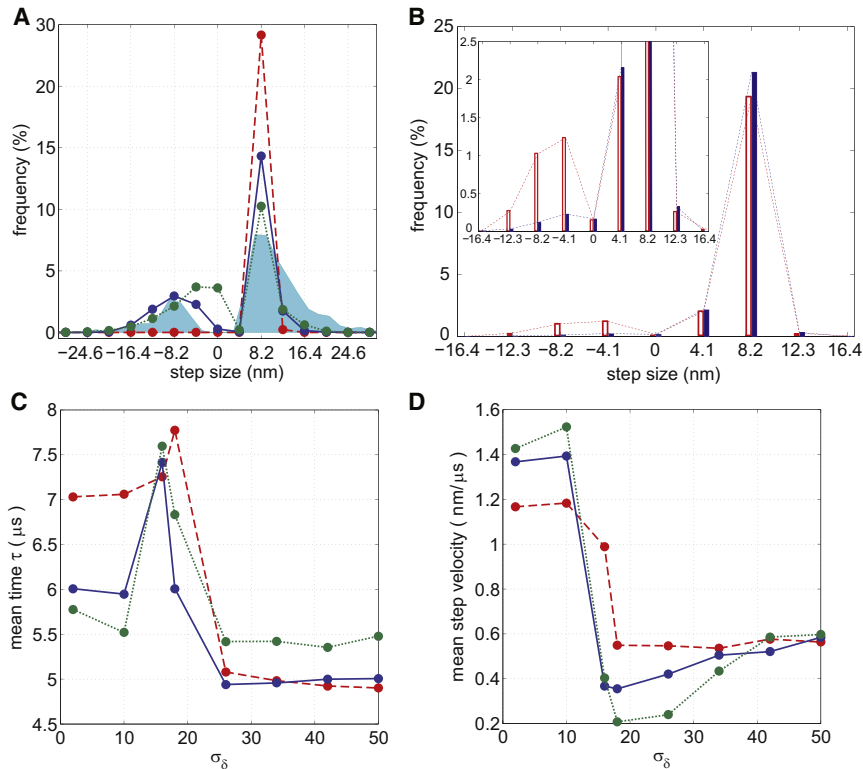 A
30
25
20
15
10
5
0
frequency (%)
−24.6 −16.4 −8.2 0 8.2 16.4 24.6
step size (nm)
B
25
20
15
10
5
0
frequency (%)
−16.4 −12.3 −8.2 −4.1 0 4.1 8.2 12.3 16.4
step size (nm)
2.5
2
1.5
1
0.5
0
−16.4 −12.3 −8.2 −4.1 0 4.1 8.2 12.3 16.4
C
8
7.5
7
6.5
6
5.5
5
4.5
mean time τ ( μs )
0 10 20 30 40 50
σδ
D
1.6
1.4
1.2
1
0.8
0.6
0.4
0.2
mean step velocity ( nm/μs )
0 10 20 30 40 50
σδ